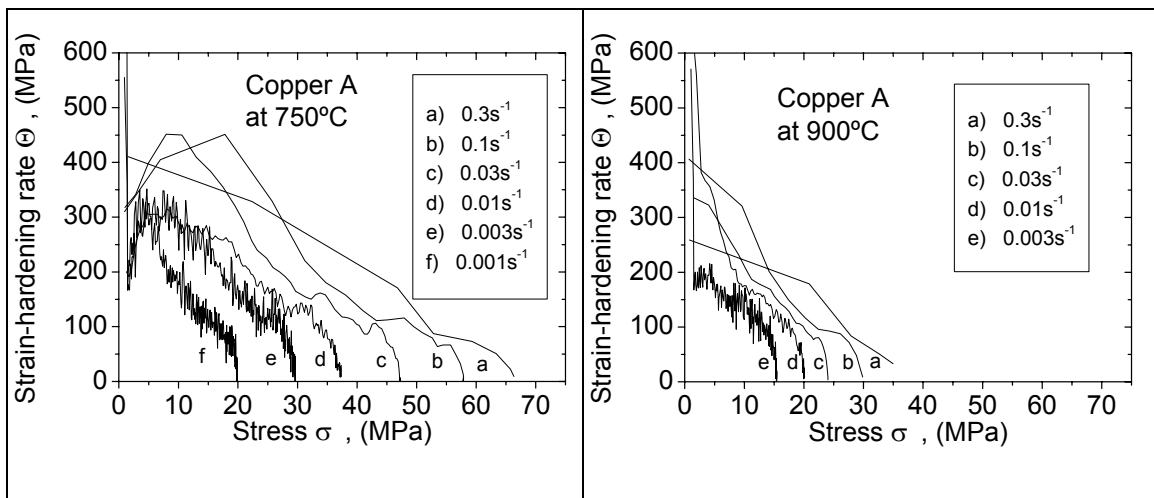 600
500
400
300
200
100
0
Strain-hardening rate Θ , (MPa)
Copper A
at 750ºC
a) 0.3s⁻¹
b) 0.1s⁻¹
c) 0.03s⁻¹
d) 0.01s⁻¹
e) 0.003s⁻¹
f) 0.001s⁻¹
f e d c b a
0 10 20 30 40 50 60 70
Stress σ , (MPa)
600
500
400
300
200
100
0
Strain-hardening rate Θ , (MPa)
Copper A
at 900ºC
a) 0.3s⁻¹
b) 0.1s⁻¹
c) 0.03s⁻¹
d) 0.01s⁻¹
e) 0.003s⁻¹
e d c b a
0 10 20 30 40 50 60 70
Stress σ , (MPa)